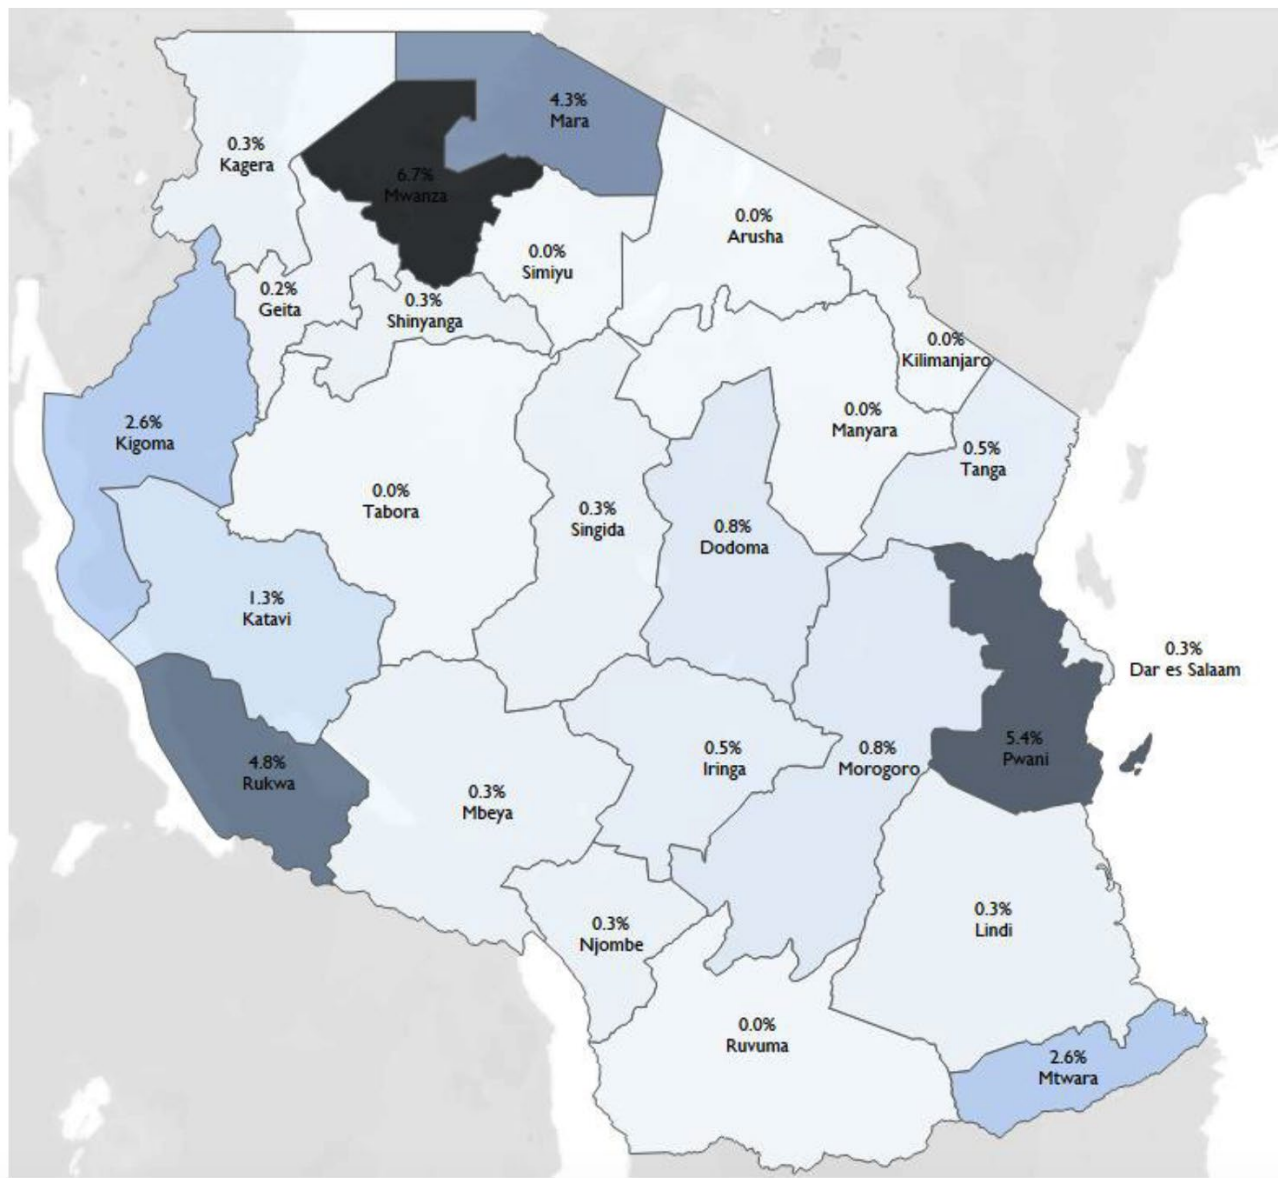 4.3%
Mara
0.3%
Kagera
6.7%
Mwanza
0.0%
Arusha
0.0%
Simiyu
0.2%
Geita
0.3%
Shinyanga
0.0%
Kilimanjaro
2.6%
Kigoma
0.0%
Manyara
0.5%
Tanga
0.0%
Tabora
0.3%
Singida
0.8%
Dodoma
1.3%
Katavi
0.3%
Dar es Salaam
4.8%
Rukwa
0.5%
Iringa
0.8%
Morogoro
5.4%
Pwani
0.3%
Mbeya
0.3%
Njombe
0.3%
Lindi
0.0%
Ruvuma
2.6%
Mtwara